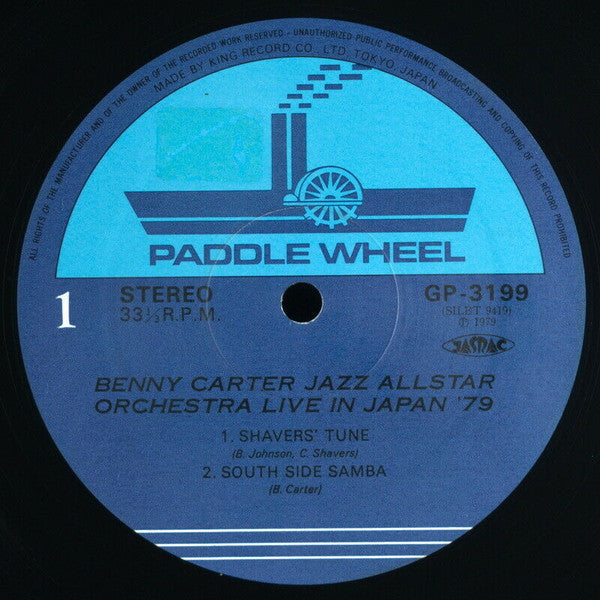 ALL RIGHTS OF THE MANUFACTURER AND OF THE OWNER OF THE RECORDED WORK RESERVED - UNAUTHORIZED PUBLIC PERFORMANCE BROADCASTING AND COPYING OF THIS RECORD PROHIBITED
MADE BY KING RECORD CO., LTD. TOKYO, JAPAN
PADDLE WHEEL
1
STEREO
33⅓R.P.M.
GP-3199
(SILET 9419)
Ⓟ 1979
JASRAC
BENNY CARTER JAZZ ALLSTAR
ORCHESTRA LIVE IN JAPAN '79
1. SHAVERS' TUNE
(B. Johnson, C. Shavers)
2. SOUTH SIDE SAMBA
(B. Carter)